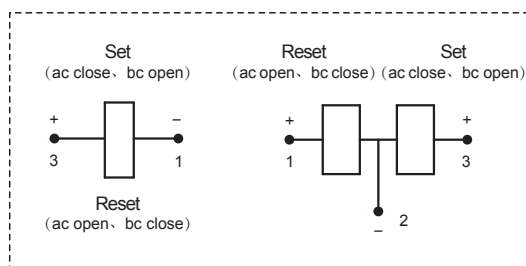 Set
(ac close、bc open)
+ −
3 1
Reset
(ac open、bc close)
Reset Set
(ac open、bc close) (ac close、bc open)
+ +
1 3
− 2